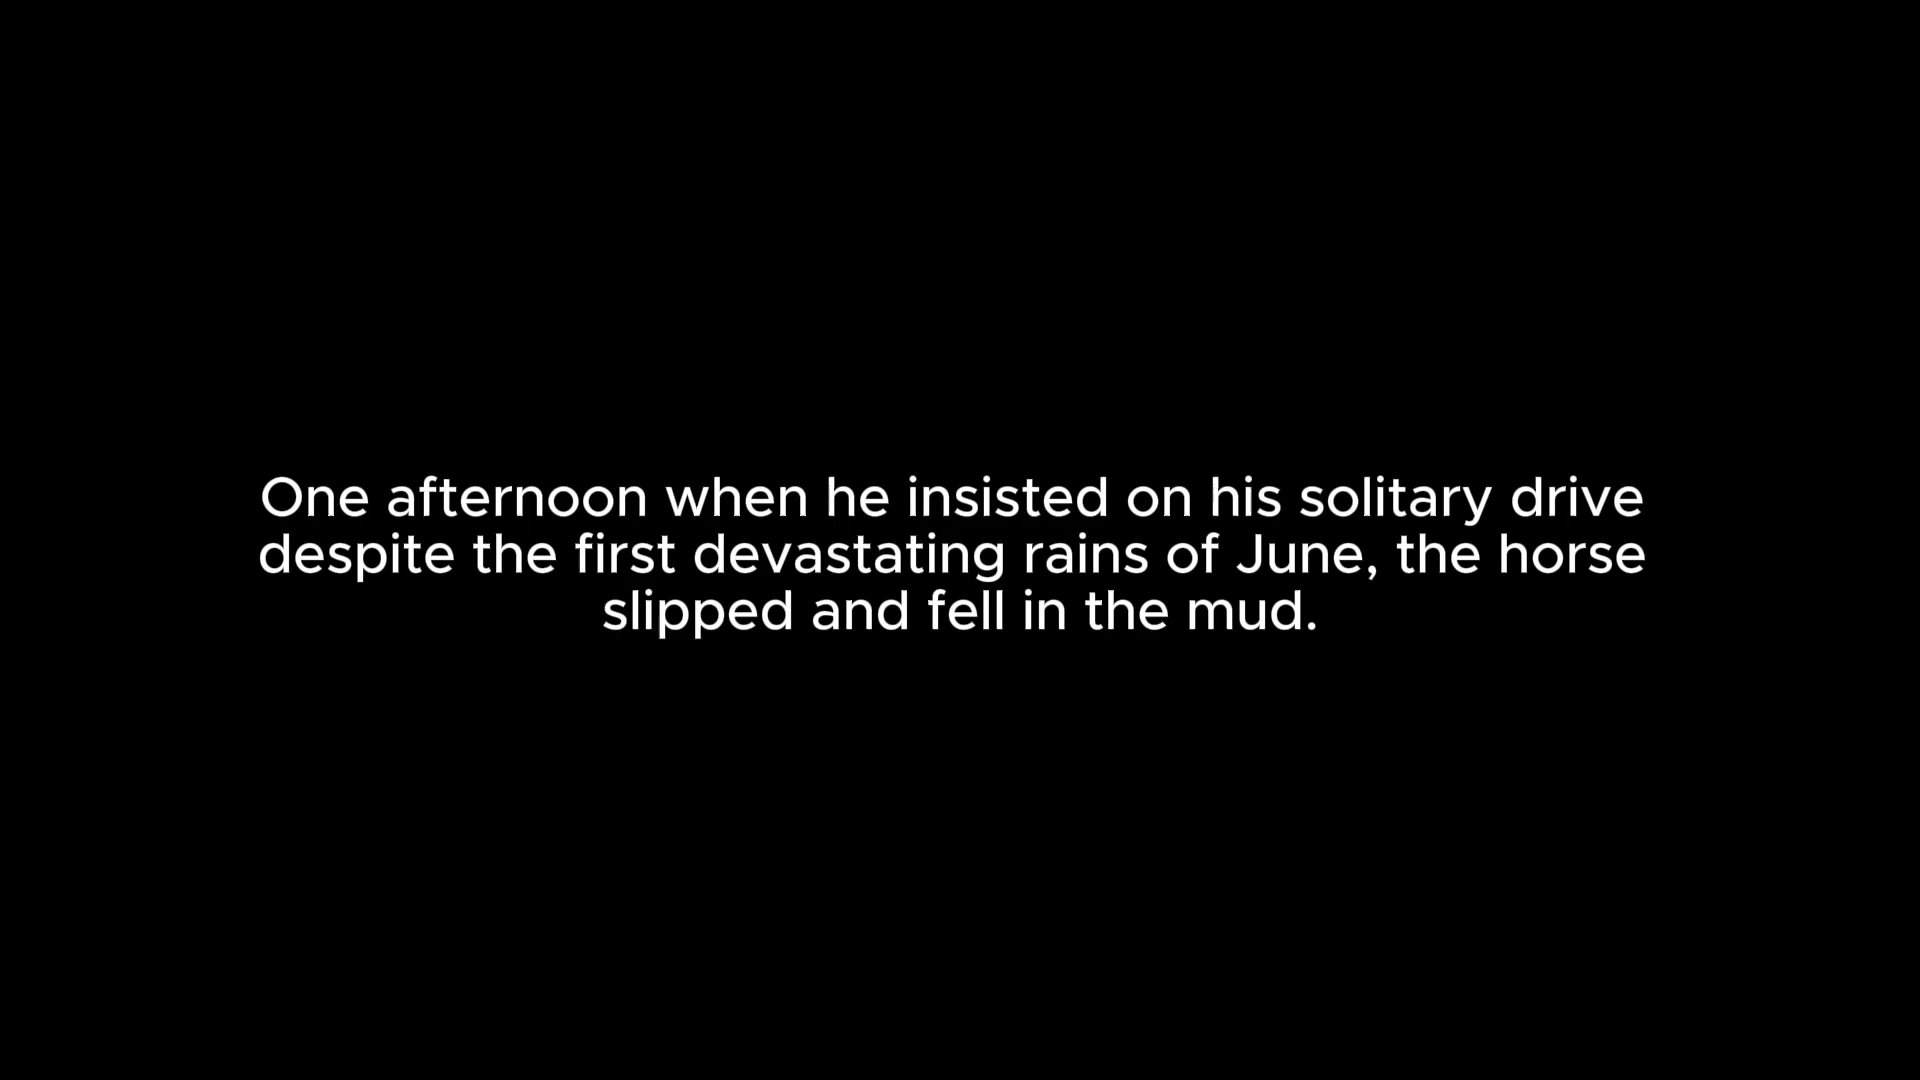 One afternoon when he insisted on his solitary drive
despite the first devastating rains of June, the horse
slipped and fell in the mud.